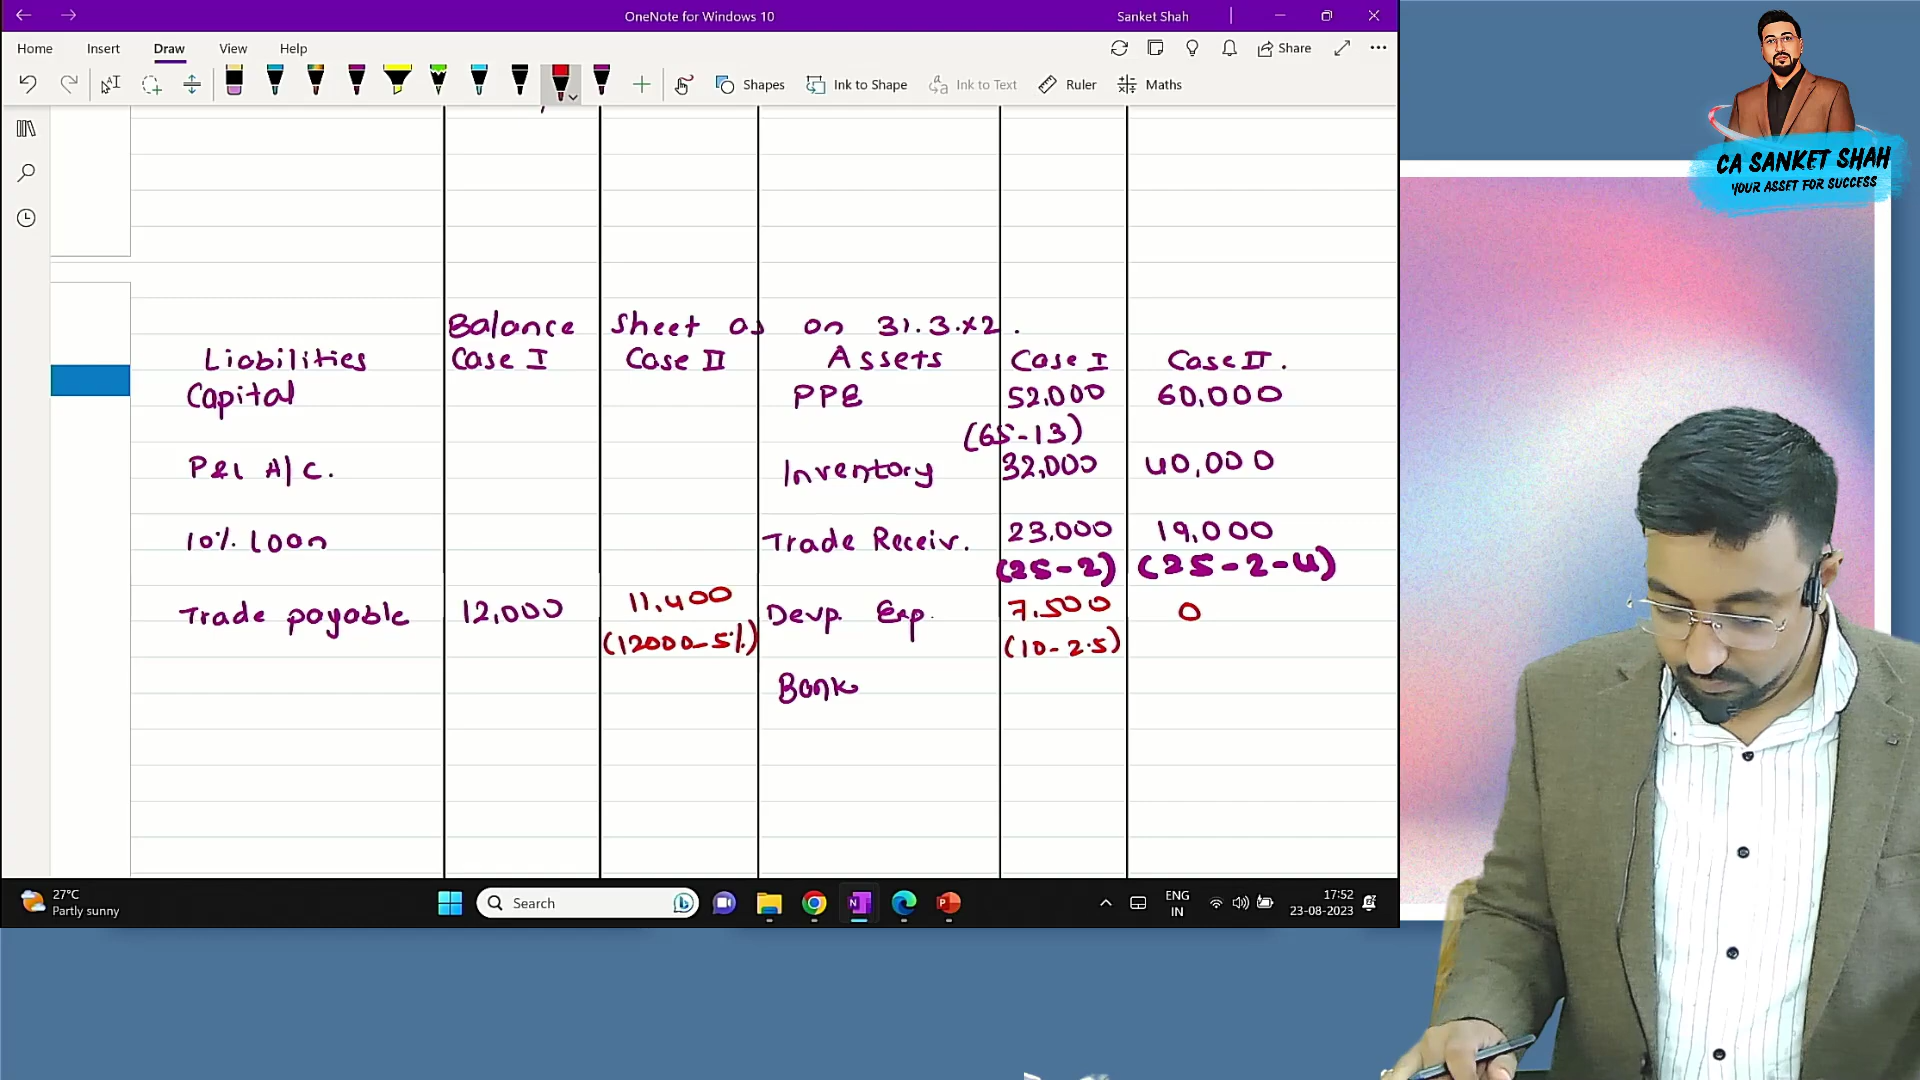 OneNote for Windows 10
Sanket Shah
Home Insert Draw View Help
Share
Shapes Ink to Shape Ink to Text Ruler Maths
CA SANKET SHAH
YOUR ASSET FOR SUCCESS
Balance Sheet as on 31.3.x2.
Liabilities Case I Case II Assets Case I Case II.
Capital PPE 52,000 60,000
(65-13)
P&L A/C. Inventory 32,000 40,000
10% Loan Trade Receiv. 23,000 19,000
(25-2) (25-2-4)
Trade payable 12,000 11,400 Devp. Exp. 7,500 0
(12000-5%) (10-2.5)
Bank
27°C
Partly sunny
Search
ENG
IN
17:52
23-08-2023